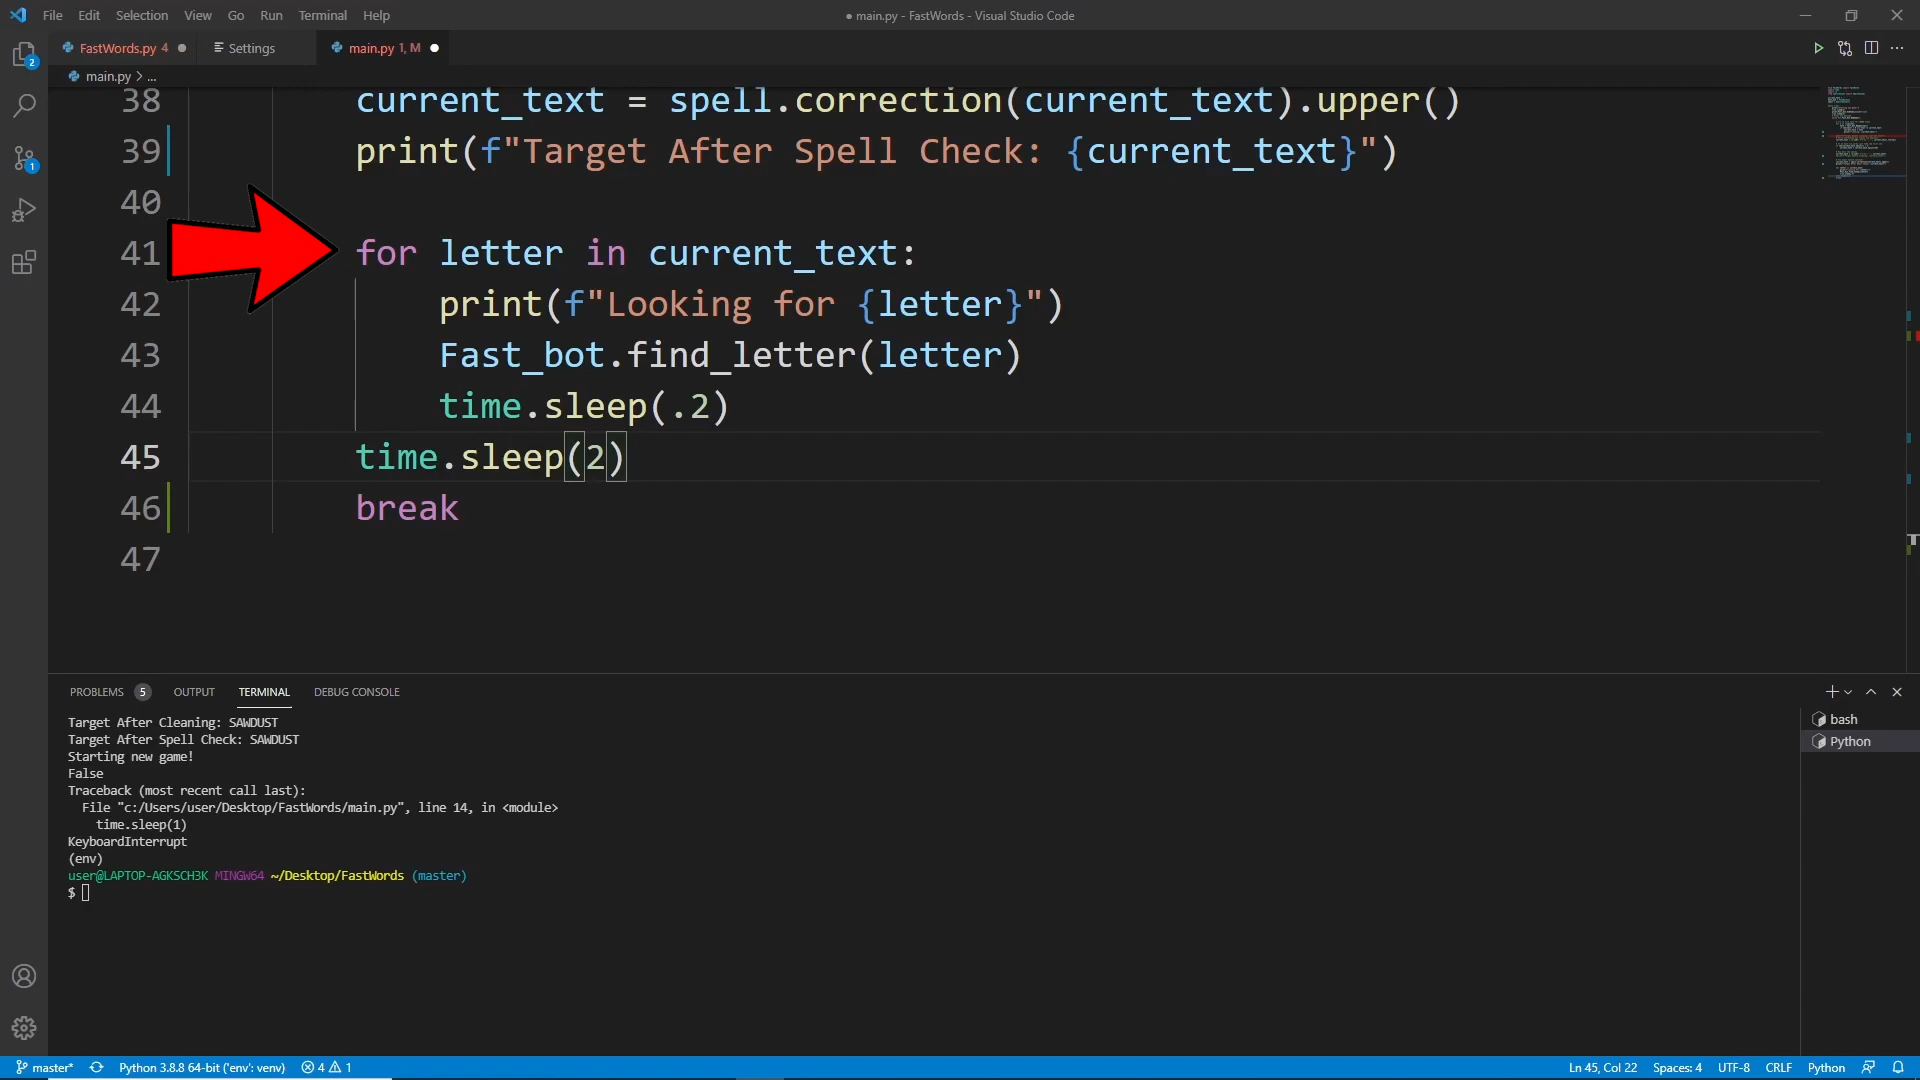 File Edit Selection View Go Run Terminal Help
● main.py - FastWords - Visual Studio Code
FastWords.py 4
Settings
main.py 1, M
main.py > ...
38 current_text = spell.correction(current_text).upper()
39 print(f"Target After Spell Check: {current_text}")
40
41 for letter in current_text:
42 print(f"Looking for {letter}")
43 Fast_bot.find_letter(letter)
44 time.sleep(.2)
45 time.sleep(2)
46 break
47
2
1
PROBLEMS 5 OUTPUT TERMINAL DEBUG CONSOLE
Target After Cleaning: SAWDUST
Target After Spell Check: SAWDUST
Starting new game!
False
Traceback (most recent call last):
File "c:/Users/user/Desktop/FastWords/main.py", line 14, in <module>
time.sleep(1)
KeyboardInterrupt
(env)
user@LAPTOP-AGKSCH3K MINGW64 ~/Desktop/FastWords (master)
$
bash
Python
master* Python 3.8.8 64-bit ('env': venv) 4 1 Ln 45, Col 22 Spaces: 4 UTF-8 CRLF Python